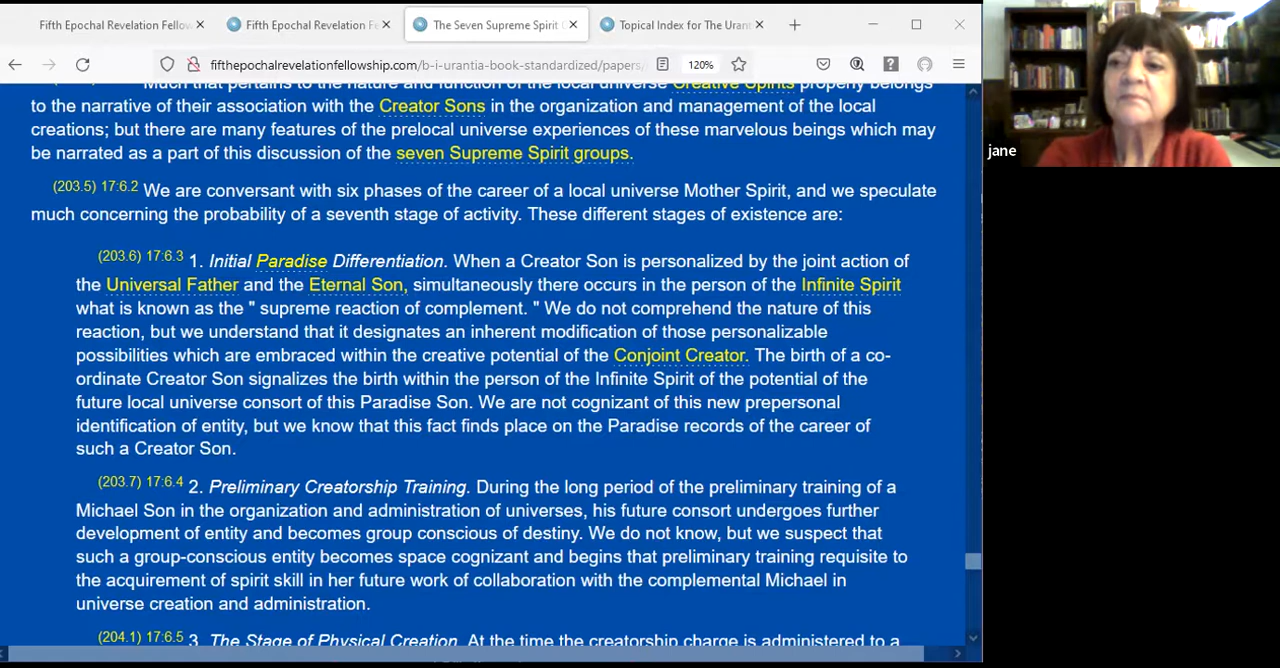 Fifth Epochal Revelation Fellow
Fifth Epochal Revelation Fe
The Seven Supreme Spirit
Topical Index for The Urant
fifthepochalrevelationfellowship.com/b-i-urantia-book-standardized/papers/
120%
Much that pertains to the nature and function of the local universe Creative Spirits properly belongs
to the narrative of their association with the Creator Sons in the organization and management of the local
creations; but there are many features of the prelocal universe experiences of these marvelous beings which may
be narrated as a part of this discussion of the seven Supreme Spirit groups.
(203.5) 17:6.2 We are conversant with six phases of the career of a local universe Mother Spirit, and we speculate
much concerning the probability of a seventh stage of activity. These different stages of existence are:
(203.6) 17:6.3 1. Initial Paradise Differentiation. When a Creator Son is personalized by the joint action of
the Universal Father and the Eternal Son, simultaneously there occurs in the person of the Infinite Spirit
what is known as the " supreme reaction of complement. " We do not comprehend the nature of this
reaction, but we understand that it designates an inherent modification of those personalizable
possibilities which are embraced within the creative potential of the Conjoint Creator. The birth of a co-
ordinate Creator Son signalizes the birth within the person of the Infinite Spirit of the potential of the
future local universe consort of this Paradise Son. We are not cognizant of this new prepersonal
identification of entity, but we know that this fact finds place on the Paradise records of the career of
such a Creator Son.
(203.7) 17:6.4 2. Preliminary Creatorship Training. During the long period of the preliminary training of a
Michael Son in the organization and administration of universes, his future consort undergoes further
development of entity and becomes group conscious of destiny. We do not know, but we suspect that
such a group-conscious entity becomes space cognizant and begins that preliminary training requisite to
the acquirement of spirit skill in her future work of collaboration with the complemental Michael in
universe creation and administration.
(204.1) 17:6.5 3. The Stage of Physical Creation. At the time the creatorship charge is administered to a
jane